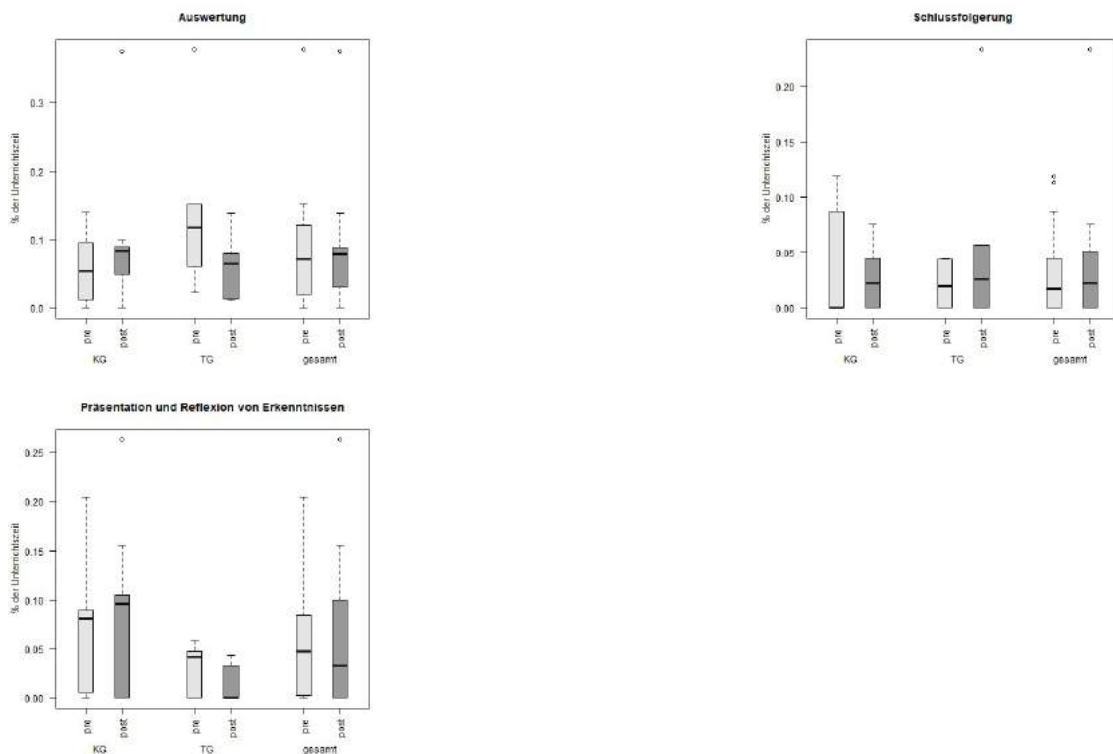 Auswertung
% der Unterrichtszeit
0.3
0.2
0.1
0.0
pre post pre post pre post
KG TG gesamt
Schlussfolgerung
% der Unterrichtszeit
0.20
0.15
0.10
0.05
0.00
pre post pre post pre post
KG TG gesamt
Präsentation und Reflexion von Erkenntnissen
% der Unterrichtszeit
0.25
0.20
0.15
0.10
0.05
0.00
pre post pre post pre post
KG TG gesamt